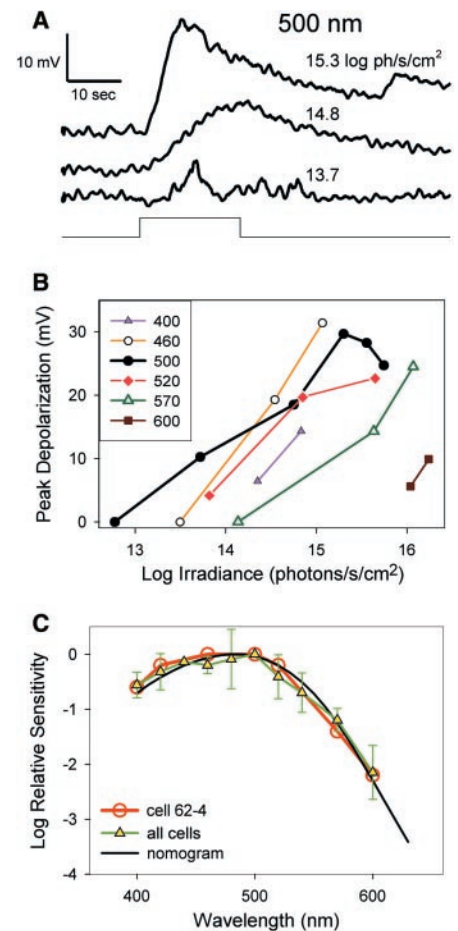 A
500 nm
10 mV
10 sec
15.3 log ph/s/cm²
14.8
13.7
B
Peak Depolarization (mV)
30
20
10
0
400
460
500
520
570
600
13 14 15 16
Log Irradiance (photons/s/cm²)
C
Log Relative Sensitivity
0
-1
-2
-3
-4
cell 62-4
all cells
nomogram
400 500 600
Wavelength (nm)